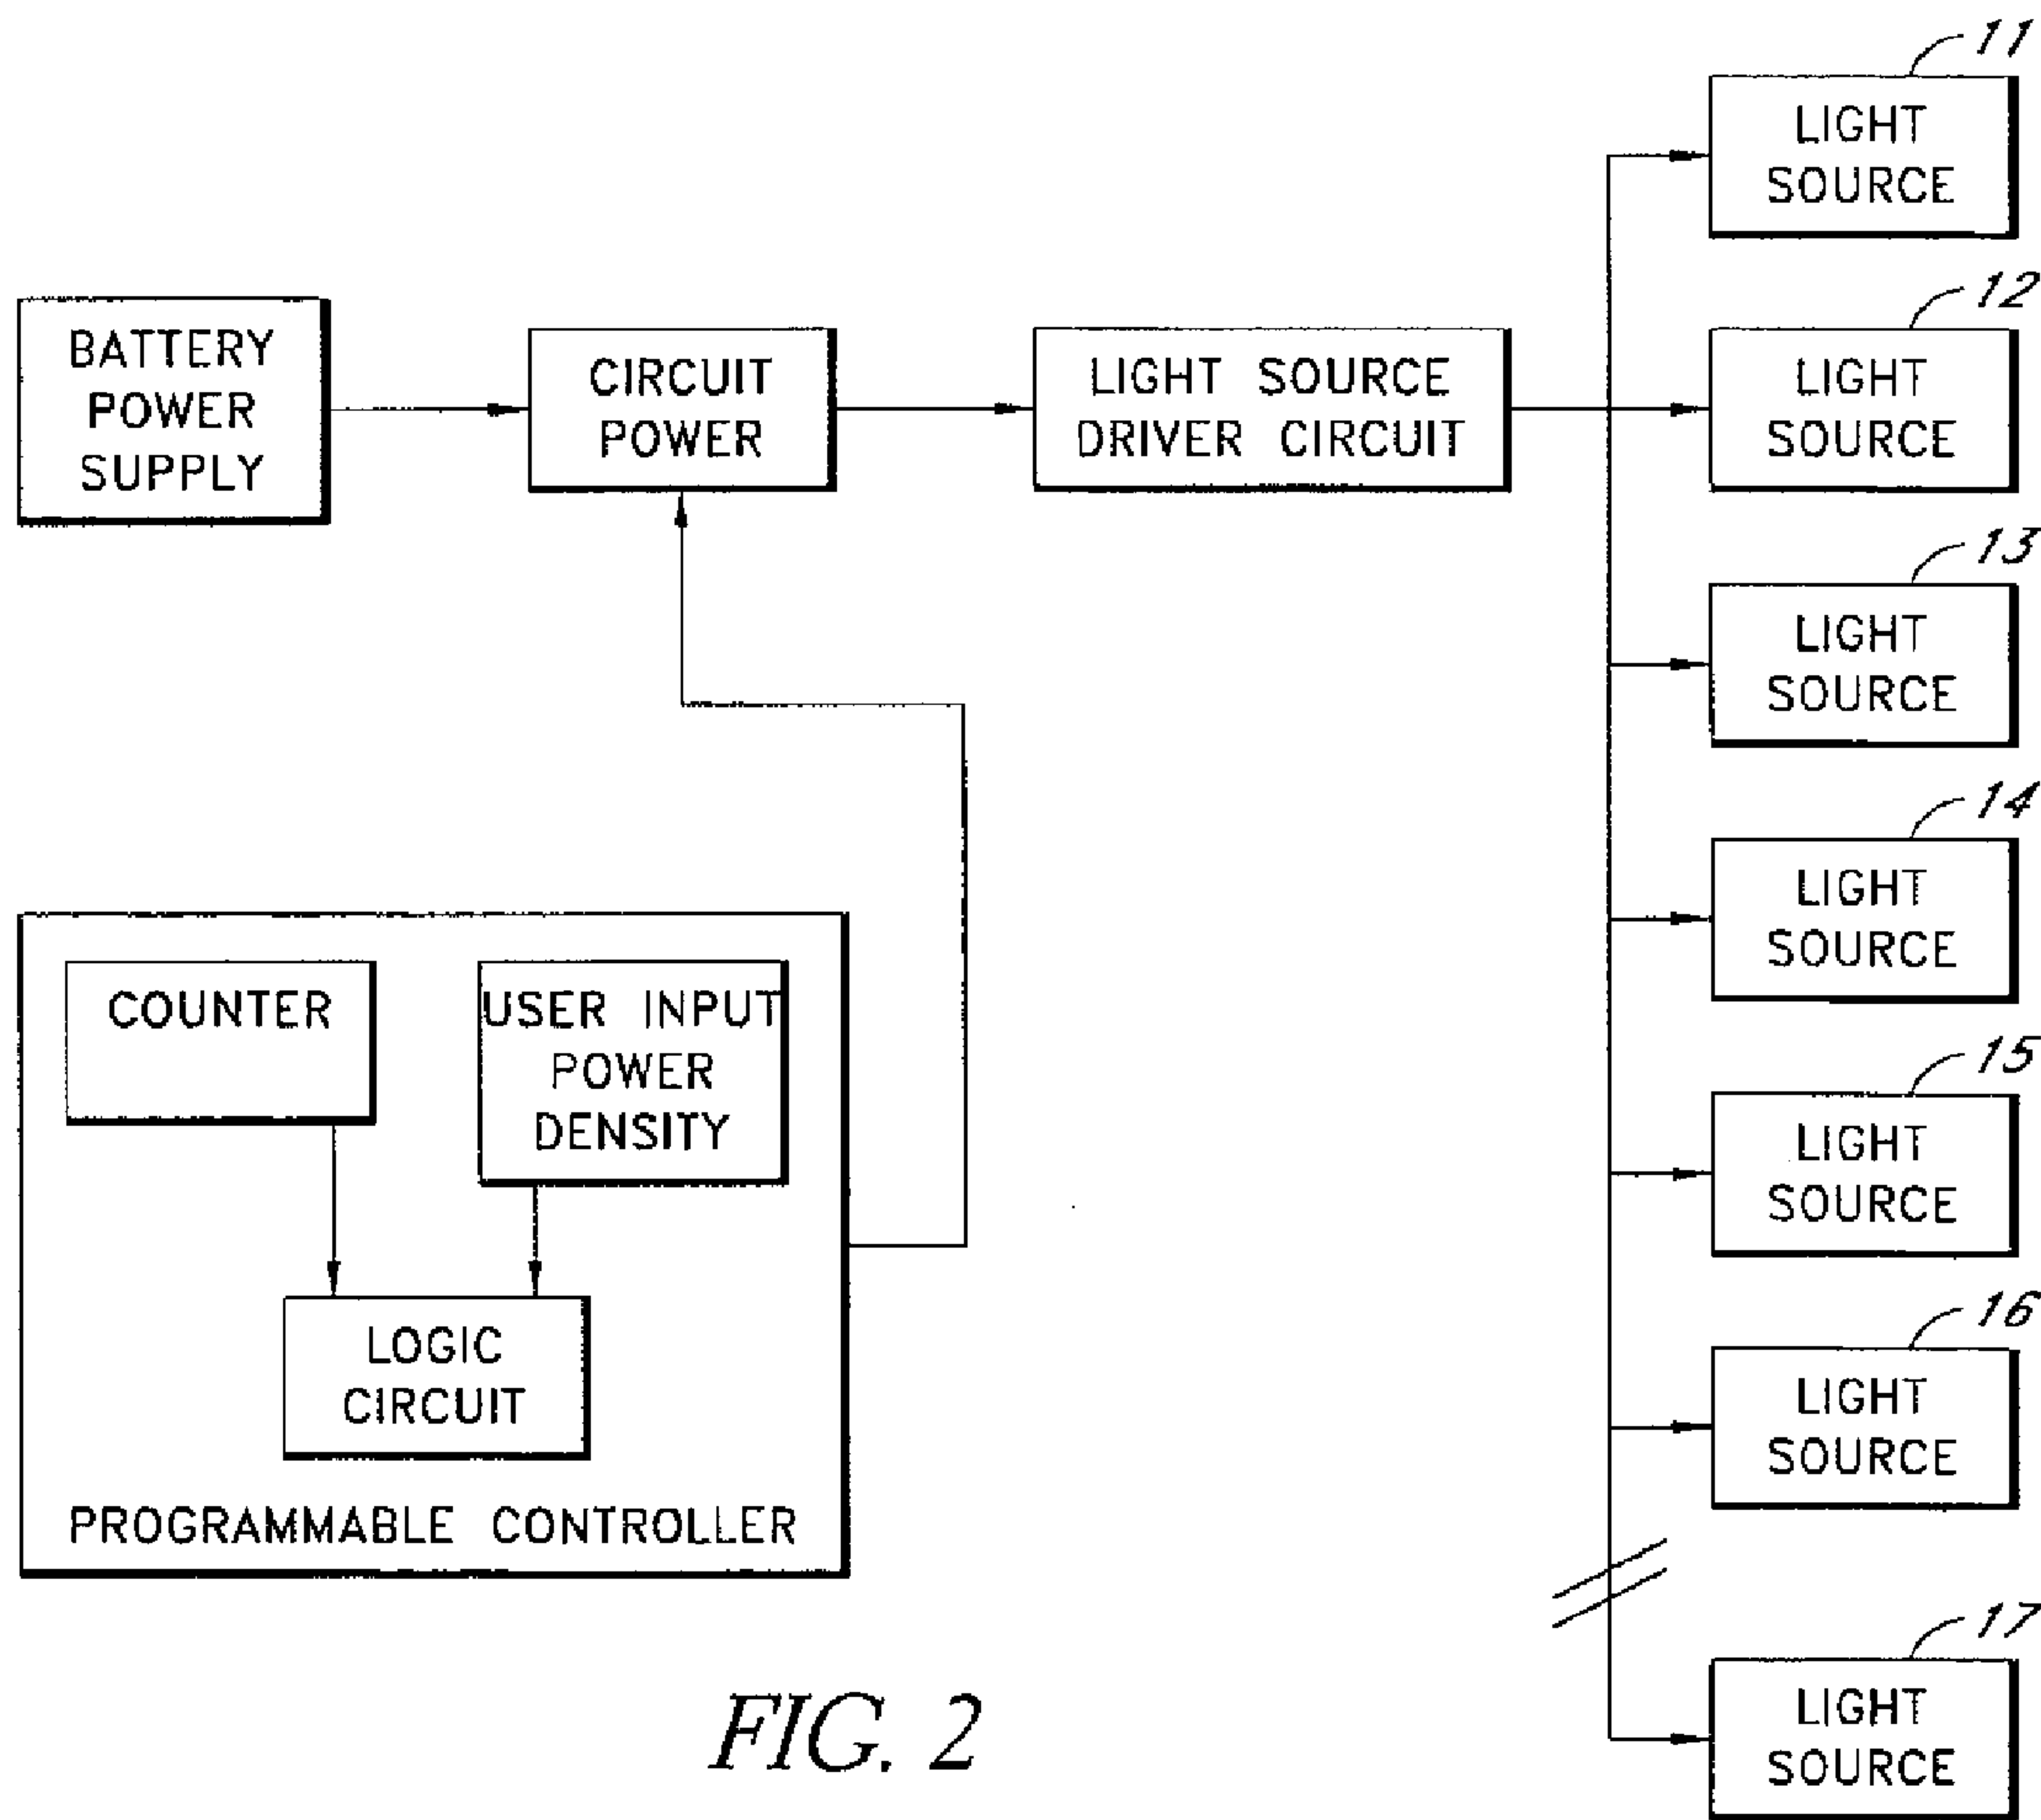 BATTERY
POWER
SUPPLY
CIRCUIT
POWER
LIGHT SOURCE
DRIVER CIRCUIT
11
LIGHT
SOURCE
12
LIGHT
SOURCE
13
LIGHT
SOURCE
14
LIGHT
SOURCE
15
LIGHT
SOURCE
16
LIGHT
SOURCE
17
LIGHT
SOURCE
COUNTER
USER INPUT
POWER
DENSITY
LOGIC
CIRCUIT
PROGRAMMABLE CONTROLLER
FIG. 2